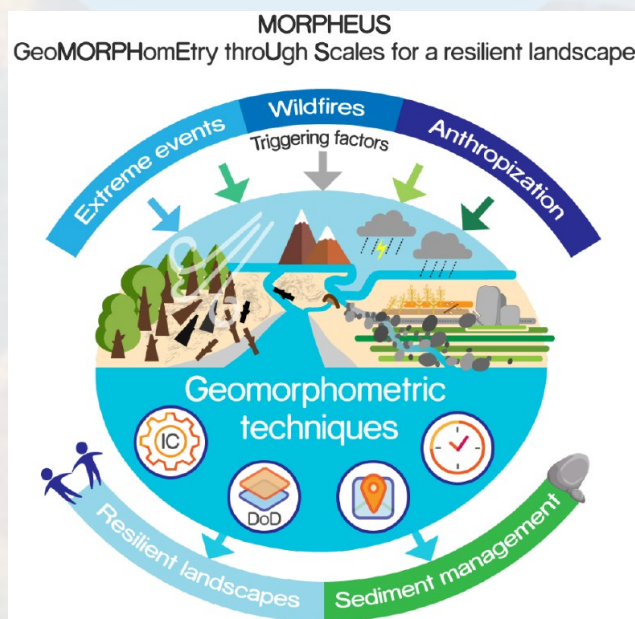 MORPHEUS
GeoMORPHomEtry throUgh Scales for a resilient landscape
Extreme events
Wildfires
Anthropization
Triggering factors
Geomorphometric
techniques
IC
DoD
Resilient landscapes
Sediment management